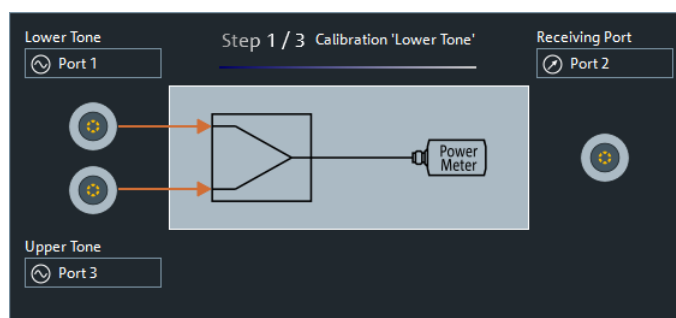 Lower Tone
Port 1
Step 1 / 3 Calibration 'Lower Tone'
Receiving Port
Port 2
Power
Meter
Upper Tone
Port 3